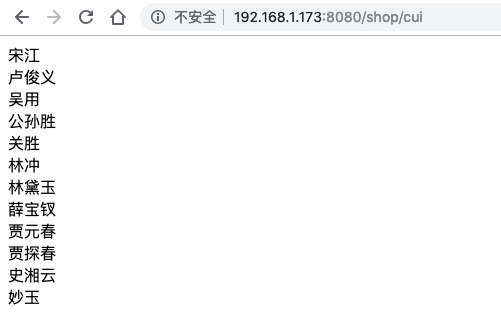 不安全 192.168.1.173:8080/shop/cui
宋江
卢俊义
吴用
公孙胜
关胜
林冲
林黛玉
薛宝钗
贾元春
贾探春
史湘云
妙玉